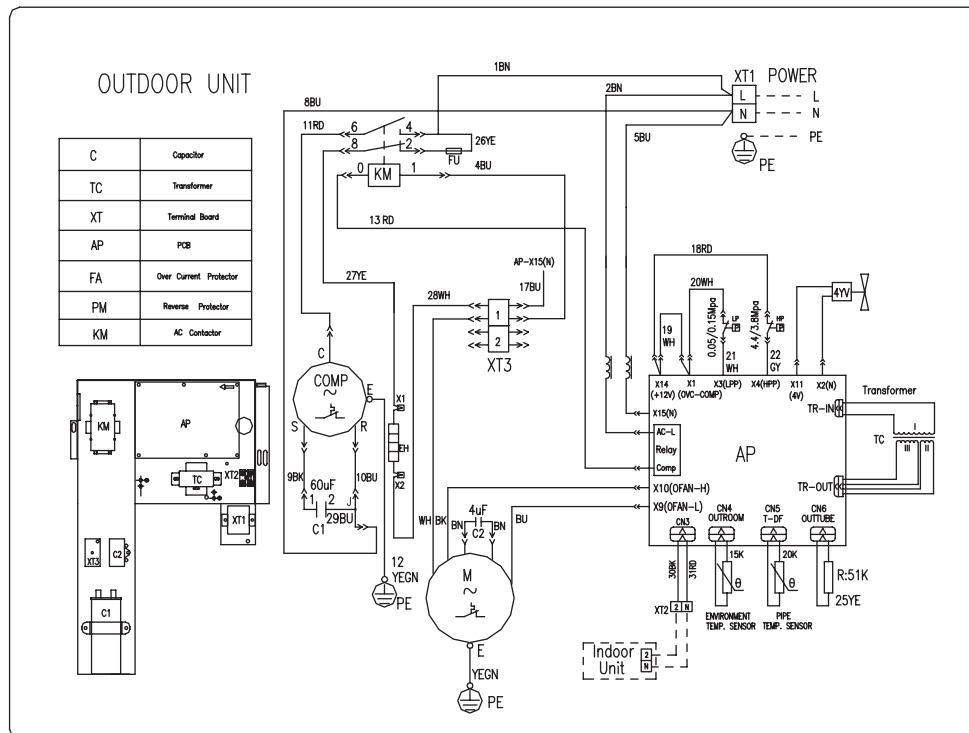 OUTDOOR UNIT
C Capacitor
TC Transformer
XT Terminal Board
AP PCB
FA Over Current Protector
PM Reverse Protector
KM AC Contactor
1BN
2BN
XT1 POWER
L L
N N
PE
PE
8BU
5BU
11RD 6 4
8 2 26YE
FU
0 KM 1 4BU
13 RD
27YE
AP-X15(N)
17BU
28WH
1
2
XT3
18RD
20WH
19
WH
0.05/0.15Mpa
LP
P
21
WH
4.4/3.8Mpa
HP
P
22
GY
4YV
X14
(+12V)
X1
(OVC-COMP)
X3(LPP)
X4(HPP)
X11
(4V)
X2(N)
Transformer
X15(N)
TR-IN
AC-L
Relay
Comp
AP
TC
I
II
III
X10(OFAN-H)
X9(OFAN-L)
TR-OUT
CN3
CN4
OUTROOM
CN5
T-DF
CN6
OUTTUBE
30BK
31RD
15K
θ
20K
θ
R:51K
25YE
XT2 2 N
ENVIRONMENT
TEMP. SENSOR
PIPE
TEMP. SENSOR
Indoor
Unit
2
N
C
COMP
~
E
S R
X1
EH
X2
9BK
60uF
10BU
1 2
J
C1
29BU
12
YEGN
PE
WH
BK
4uF
BN
C2
BN
BU
M
~
E
YEGN
PE
KM
AP
TC
XT2
XT1
XT3
C2
C1